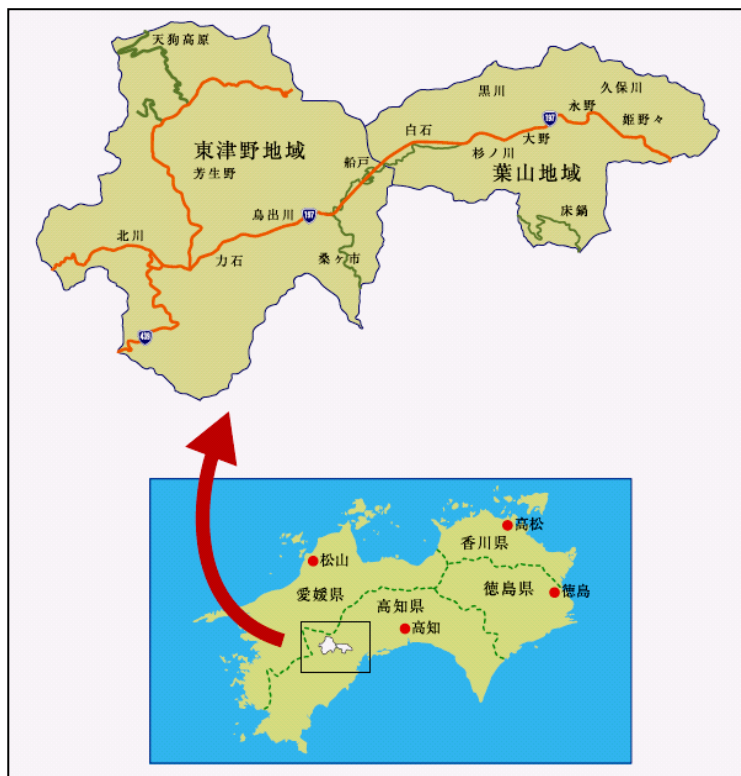 天狗高原
黒川
久保川
永野
197
姫野々
白石
大野
杉ノ川
東津野地域
船戸
葉山地域
芳生野
床鍋
烏出川
197
北川
力石
桑ヶ市
439
高松
香川県
松山
徳島県
徳島
愛媛県
高知県
高知